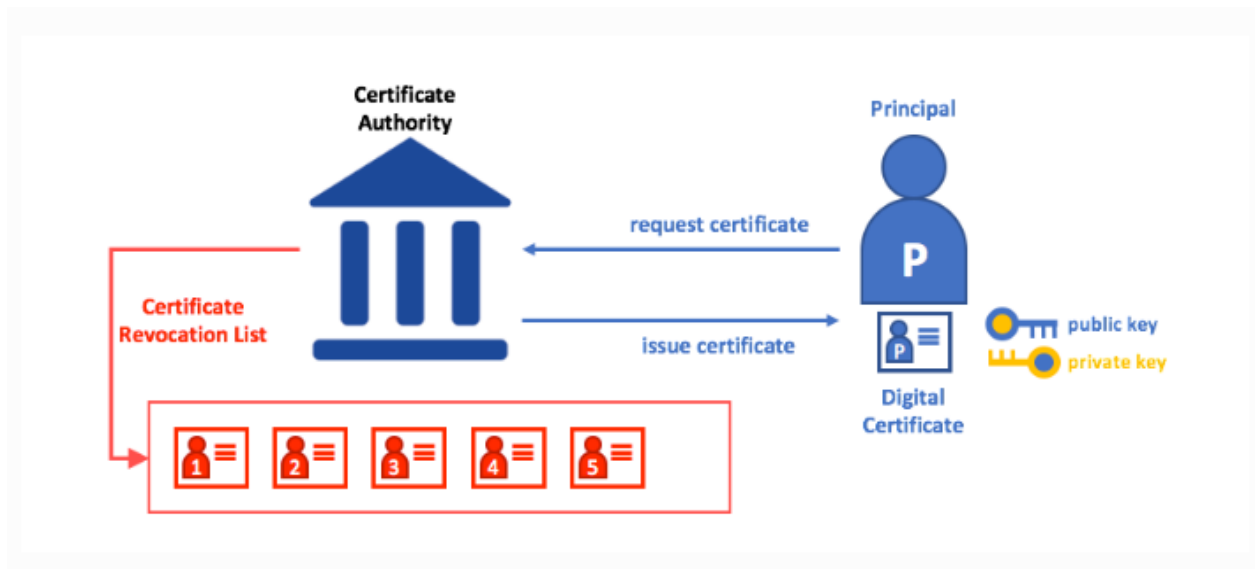 Certificate
Authority
Principal
request certificate
P
Certificate
Revocation List
issue certificate
public key
P
private key
Digital
Certificate
1 2 3 4 5